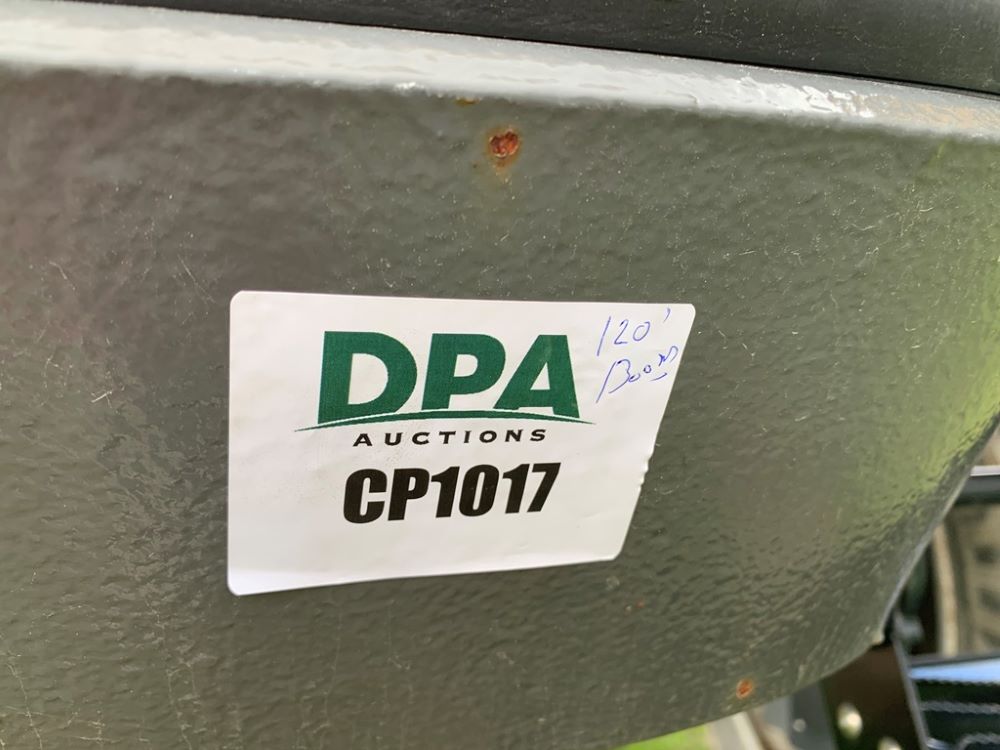 DPA
AUCTIONS
CP1017
120'
Boom